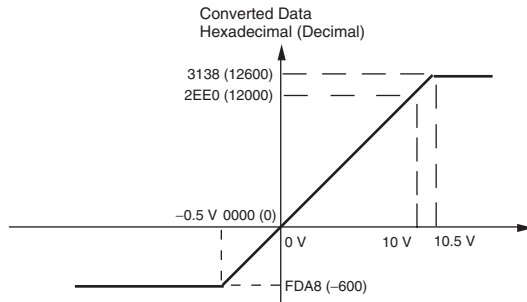 Converted Data
Hexadecimal (Decimal)
3138 (12600)
2EE0 (12000)
−0.5 V 0000 (0)
0 V 10 V 10.5 V
FDA8 (−600)